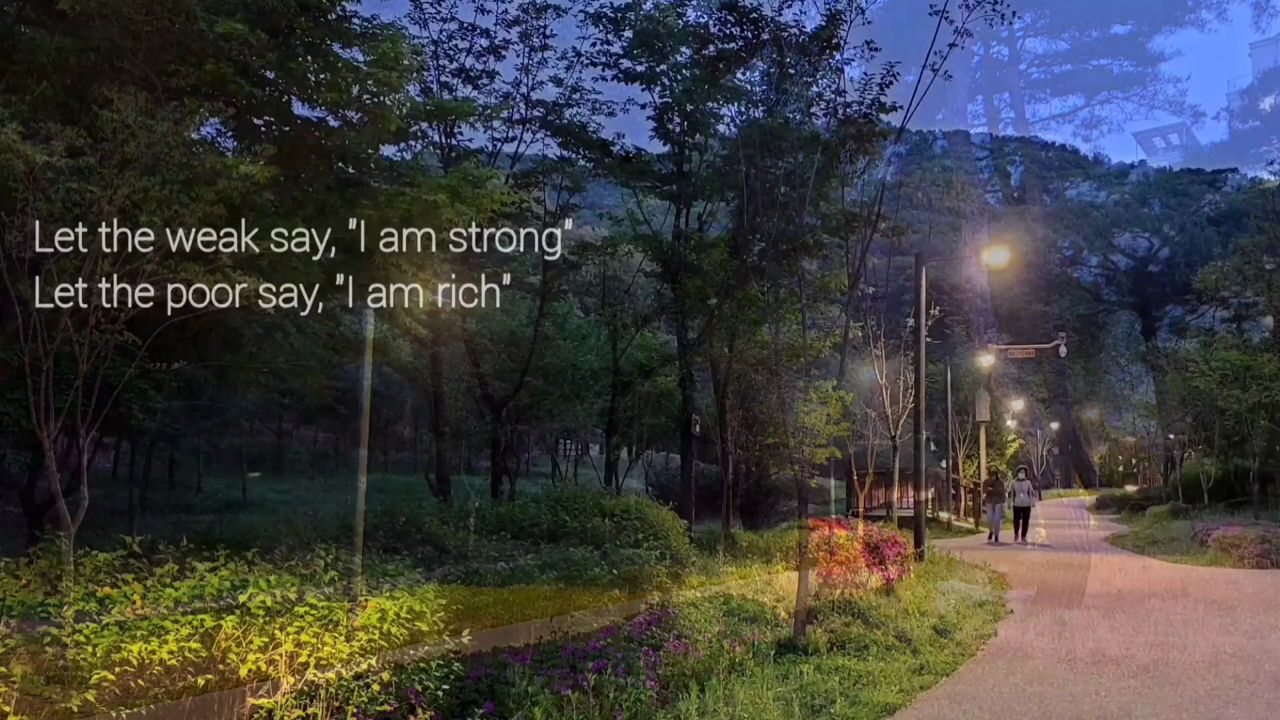 Let the weak say, "I am strong"
Let the poor say, "I am rich"